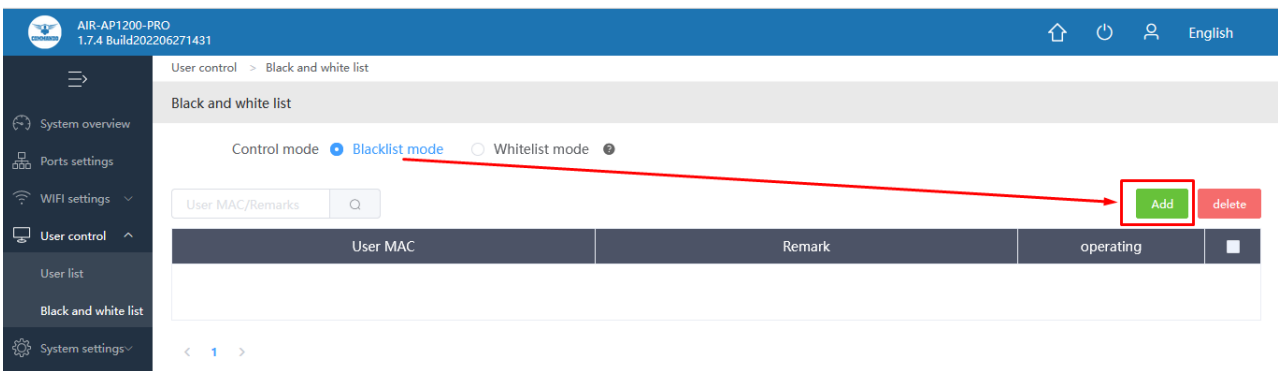 AIR-AP1200-PRO
1.7.4 Build202206271431
COMMANDO
English
User control > Black and white list
Black and white list
System overview
Ports settings
WIFI settings
User control
User list
Black and white list
System settings
Control mode Blacklist mode Whitelist mode ?
User MAC/Remarks
Add delete
User MAC Remark operating
< 1 >